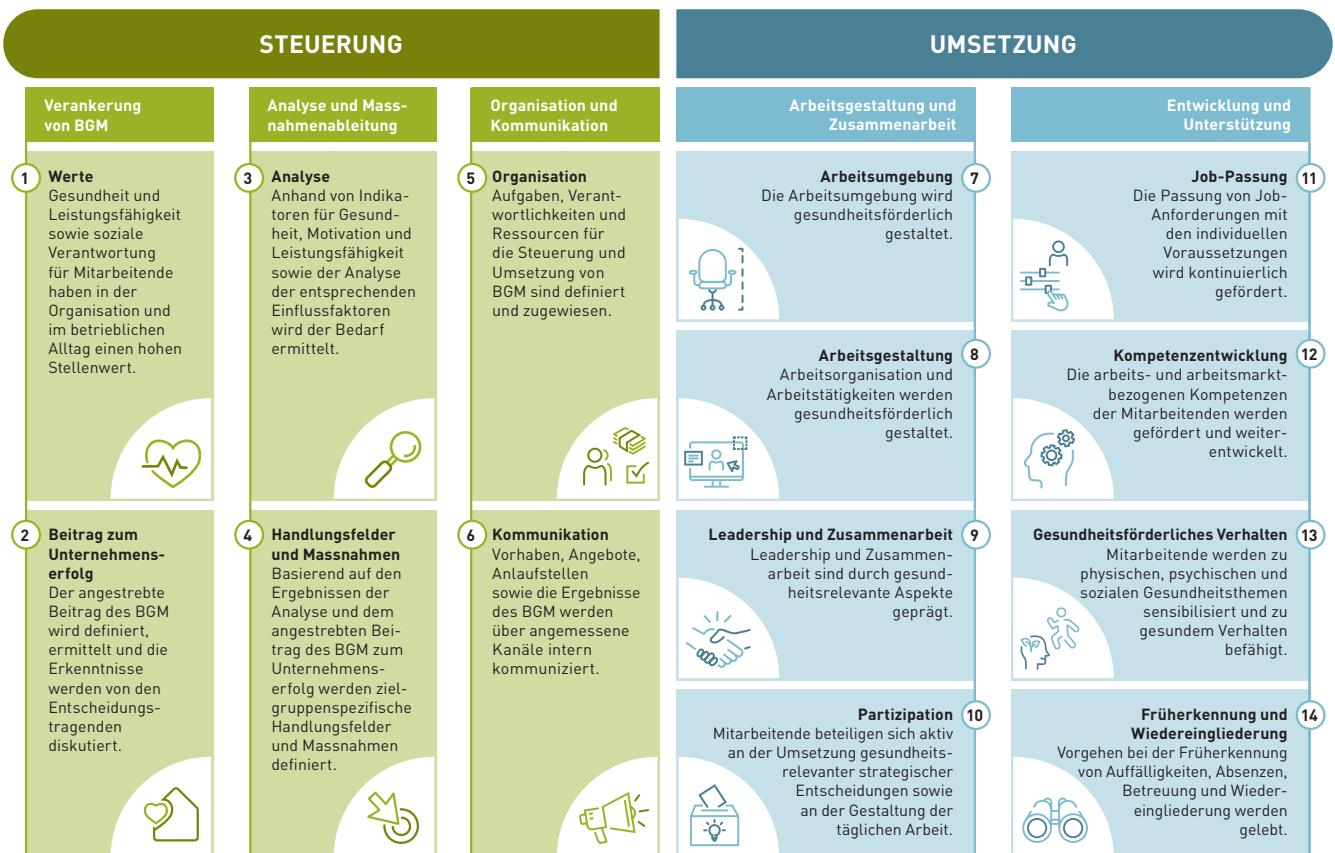 STEUERUNG
UMSETZUNG
Verankerung
von BGM
Analyse und Mass-
nahmenableitung
Organisation und
Kommunikation
Arbeitsgestaltung und
Zusammenarbeit
Entwicklung und
Unterstützung
1
Werte
Gesundheit und
Leistungsfähigkeit
sowie soziale
Verantwortung
für Mitarbeitende
haben in der
Organisation und
im betrieblichen
Alltag einen hohen
Stellenwert.
2
Beitrag zum
Unternehmens-
erfolg
Der angestrebte
Beitrag des BGM
wird definiert,
ermittelt und die
Erkenntnisse
werden von den
Entscheidungs-
tragenden
diskutiert.
3
Analyse
Anhand von Indika-
toren für Gesund-
heit, Motivation und
Leistungsfähigkeit
sowie der Analyse
der entsprechenden
Einflussfaktoren
wird der Bedarf
ermittelt.
4
Handlungsfelder
und Massnahmen
Basierend auf den
Ergebnissen der
Analyse und dem
angestrebten Bei-
trag des BGM zum
Unternehmens-
erfolg werden ziel-
gruppenspezifische
Handlungsfelder
und Massnahmen
definiert.
5
Organisation
Aufgaben, Verant-
wortlichkeiten und
Ressourcen für
die Steuerung und
Umsetzung von
BGM sind definiert
und zugewiesen.
6
Kommunikation
Vorhaben, Angebote,
Anlaufstellen
sowie die Ergebnisse
des BGM werden
über angemessene
Kanäle intern
kommuniziert.
Arbeitsumgebung
7
Die Arbeitsumgebung wird
gesundheitsförderlich
gestaltet.
Arbeitsgestaltung
8
Arbeitsorganisation und
Arbeitstätigkeiten werden
gesundheitsförderlich
gestaltet.
Leadership und Zusammenarbeit
9
Leadership und Zusammen-
arbeit sind durch gesund-
heitsrelevante Aspekte
geprägt.
Partizipation
10
Mitarbeitende beteiligen sich aktiv
an der Umsetzung gesundheits-
relevanter strategischer
Entscheidungen sowie
an der Gestaltung der
täglichen Arbeit.
Job-Passung
11
Die Passung von Job-
Anforderungen mit
den individuellen
Voraussetzungen
wird kontinuierlich
gefördert.
Kompetenzentwicklung
12
Die arbeits- und arbeitsmarkt-
bezogenen Kompetenzen
der Mitarbeitenden werden
gefördert und weiter-
entwickelt.
Gesundheitsförderliches Verhalten
13
Mitarbeitende werden zu
physischen, psychischen und
sozialen Gesundheitsthemen
sensibilisiert und zu
gesundem Verhalten
befähigt.
Früherkennung und
Wiedereingliederung
14
Vorgehen bei der Früherkennung
von Auffälligkeiten, Absenzen,
Betreuung und Wieder-
eingliederung werden
gelebt.